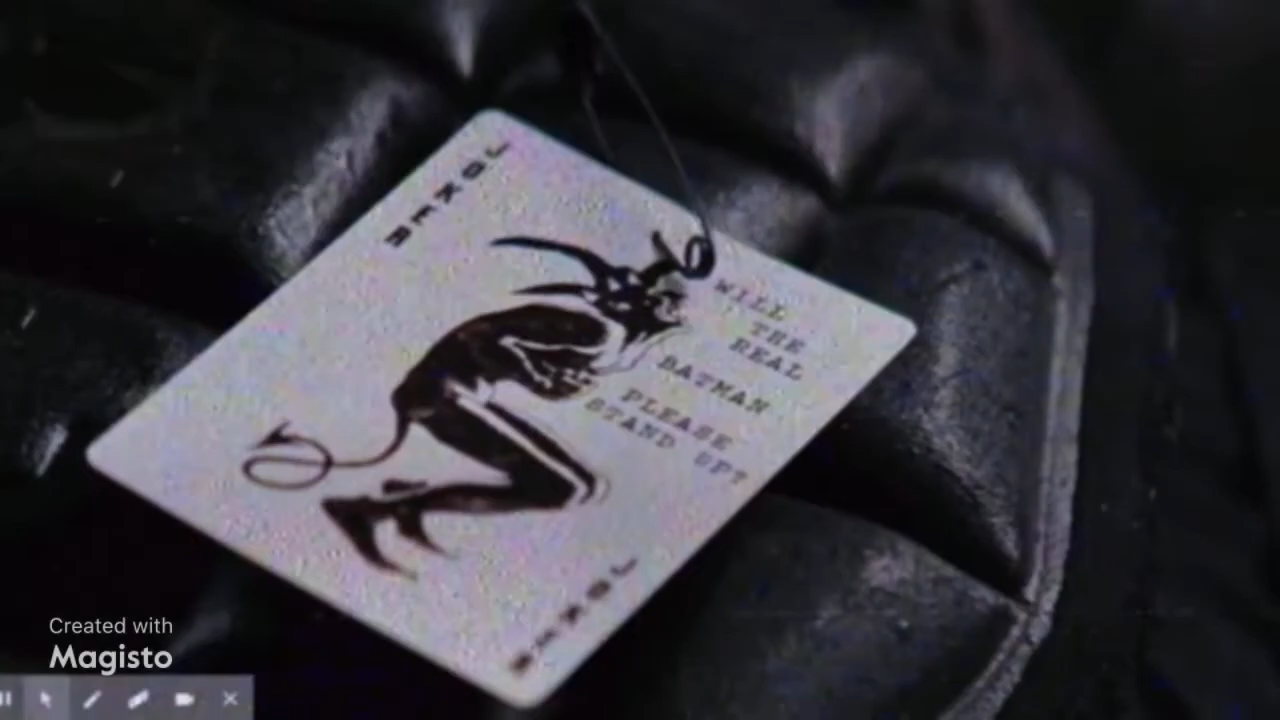 JOKER
WILL
THE
REAL
BATMAN
PLEASE
STAND UP?
JOKER
Created with
Magisto